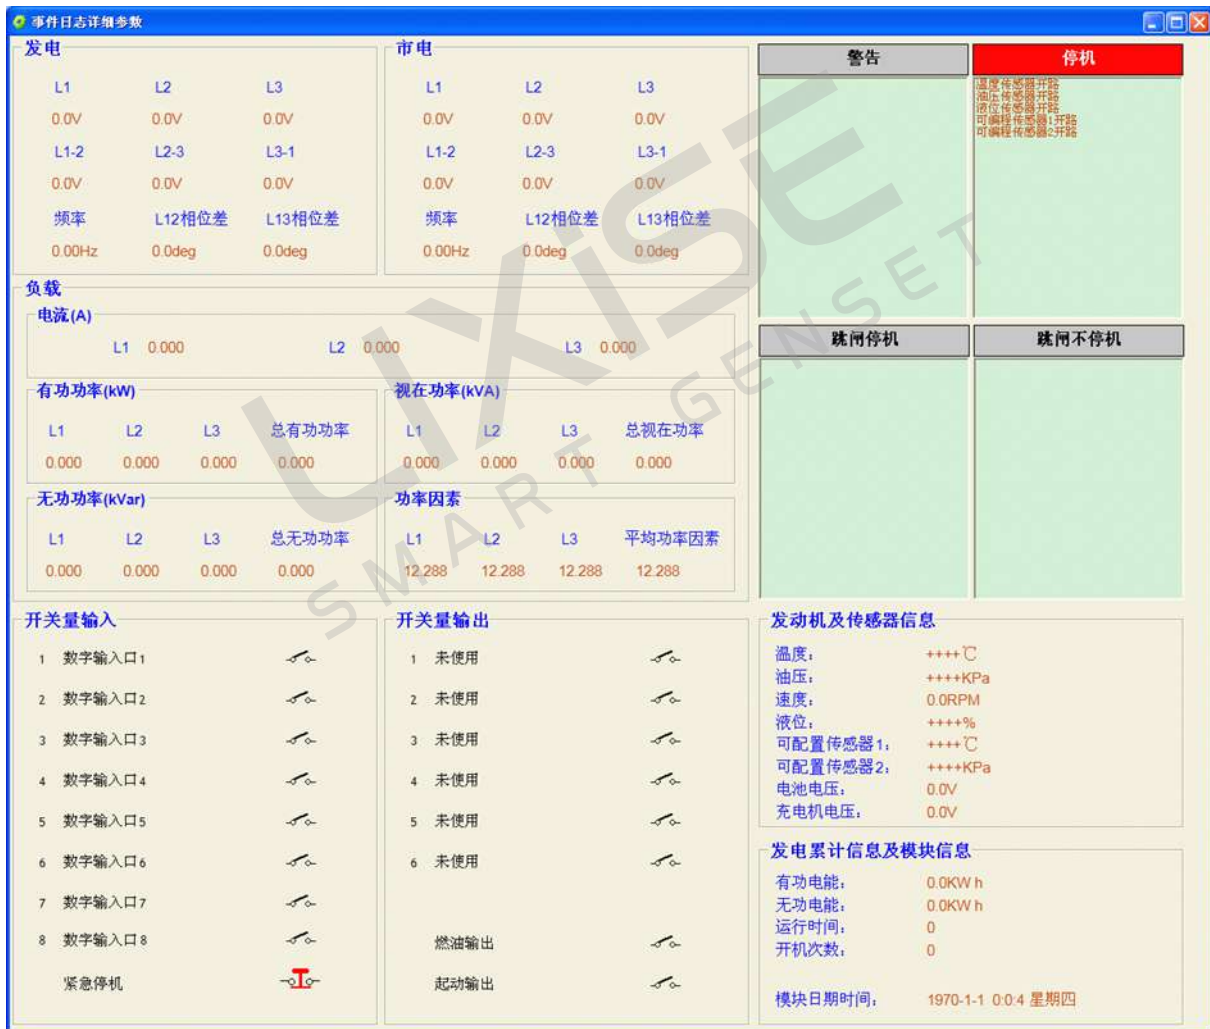 事件日志详细参数
发电
L1 L2 L3
0.0V 0.0V 0.0V
L1-2 L2-3 L3-1
0.0V 0.0V 0.0V
频率 L12相位差 L13相位差
0.00Hz 0.0deg 0.0deg
市电
L1 L2 L3
0.0V 0.0V 0.0V
L1-2 L2-3 L3-1
0.0V 0.0V 0.0V
频率 L12相位差 L13相位差
0.00Hz 0.0deg 0.0deg
警告
停机
温度传感器开路
油压传感器开路
液位传感器开路
可编程传感器1开路
可编程传感器2开路
跳闸停机
跳闸不停机
负载
电流(A)
L1 0.000 L2 0.000 L3 0.000
有功功率(kW)
L1 L2 L3 总有功功率
0.000 0.000 0.000 0.000
视在功率(kVA)
L1 L2 L3 总视在功率
0.000 0.000 0.000 0.000
无功功率(kVar)
L1 L2 L3 总无功功率
0.000 0.000 0.000 0.000
功率因素
L1 L2 L3 平均功率因素
12.288 12.288 12.288 12.288
开关量输入
1 数字输入口1
2 数字输入口2
3 数字输入口3
4 数字输入口4
5 数字输入口5
6 数字输入口6
7 数字输入口7
8 数字输入口8
紧急停机
开关量输出
1 未使用
2 未使用
3 未使用
4 未使用
5 未使用
6 未使用
燃油输出
起动输出
发动机及传感器信息
温度: ++++℃
油压: ++++KPa
速度: 0.0RPM
液位: ++++%
可配置传感器1: ++++℃
可配置传感器2: ++++KPa
电池电压: 0.0V
充电机电压: 0.0V
发电累计信息及模块信息
有功电能: 0.0KW h
无功电能: 0.0KW h
运行时间: 0
开机次数: 0
模块日期时间: 1970-1-1 0:0:4 星期四
LIXiSE
SMART GENSET